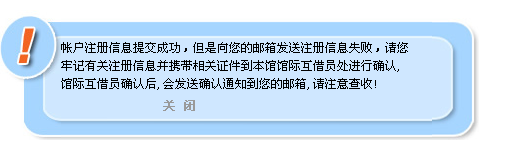 帐户注册信息提交成功，但是向您的邮箱发送注册信息失败，请您
牢记有关注册信息并携带相关证件到本馆馆际互借员处进行确认,
馆际互借员确认后,会发送确认通知到您的邮箱,请注意查收!
关 闭